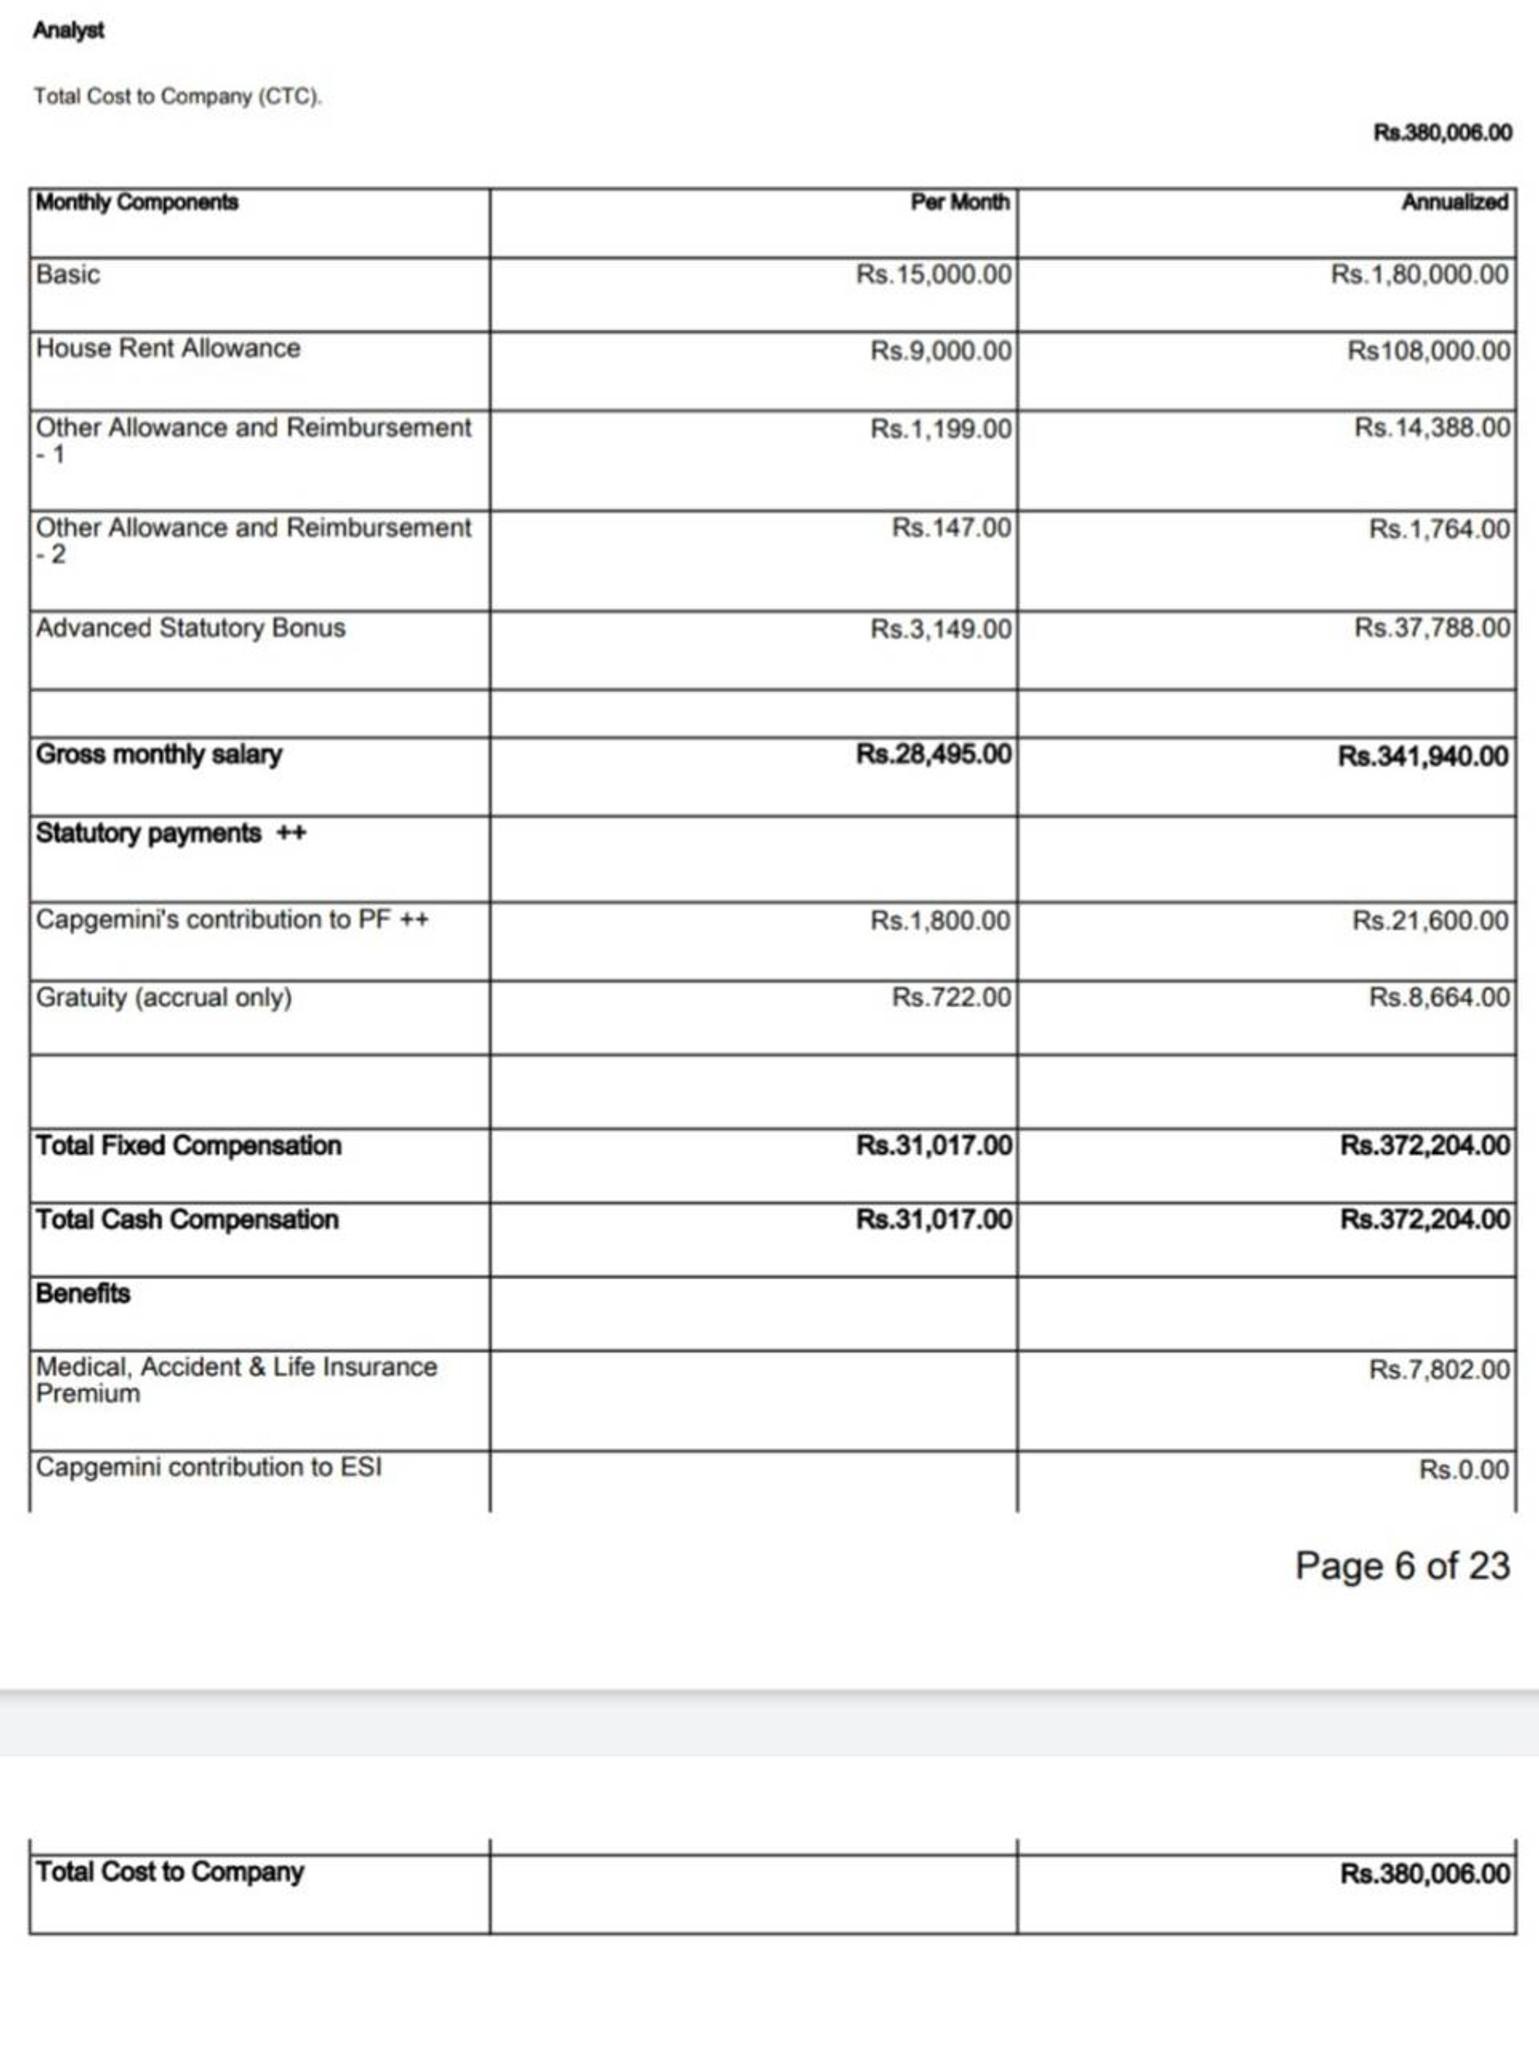 Analyst
Total Cost to Company (CTC).
Rs.380,006.00
Monthly Components Per Month Annualized
Basic Rs.15,000.00 Rs.1,80,000.00
House Rent Allowance Rs.9,000.00 Rs108,000.00
Other Allowance and Reimbursement Rs.1,199.00 Rs.14,388.00
- 1
Other Allowance and Reimbursement Rs.147.00 Rs.1,764.00
- 2
Advanced Statutory Bonus Rs.3,149.00 Rs.37,788.00
Gross monthly salary Rs.28,495.00 Rs.341,940.00
Statutory payments ++
Capgemini's contribution to PF ++ Rs.1,800.00 Rs.21,600.00
Gratuity (accrual only) Rs.722.00 Rs.8,664.00
Total Fixed Compensation Rs.31,017.00 Rs.372,204.00
Total Cash Compensation Rs.31,017.00 Rs.372,204.00
Benefits
Medical, Accident & Life Insurance Rs.7,802.00
Premium
Capgemini contribution to ESI Rs.0.00
Page 6 of 23
Total Cost to Company Rs.380,006.00